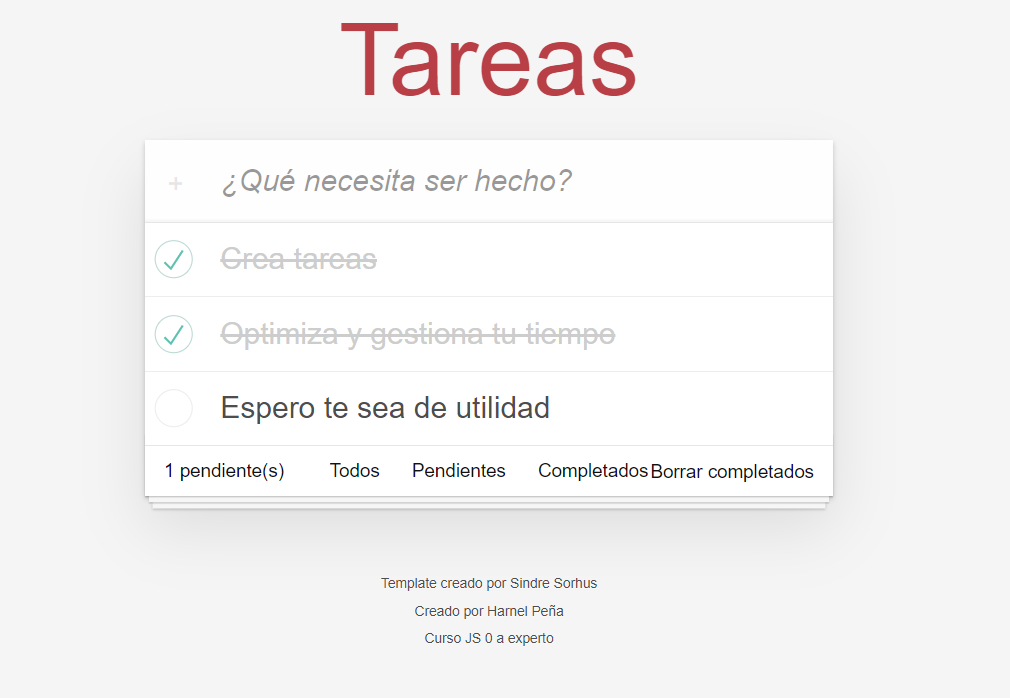 Tareas
+ ¿Qué necesita ser hecho?
Crea tareas
Optimiza y gestiona tu tiempo
Espero te sea de utilidad
1 pendiente(s) Todos Pendientes Completados Borrar completados
Template creado por Sindre Sorhus
Creado por Harnel Peña
Curso JS 0 a experto